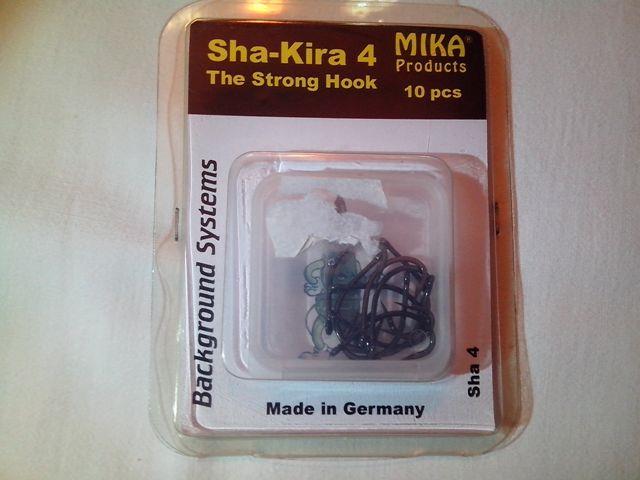 Sha-Kira 4
The Strong Hook
MIKA®
Products
10 pcs
Background Systems
Sha 4
Made in Germany